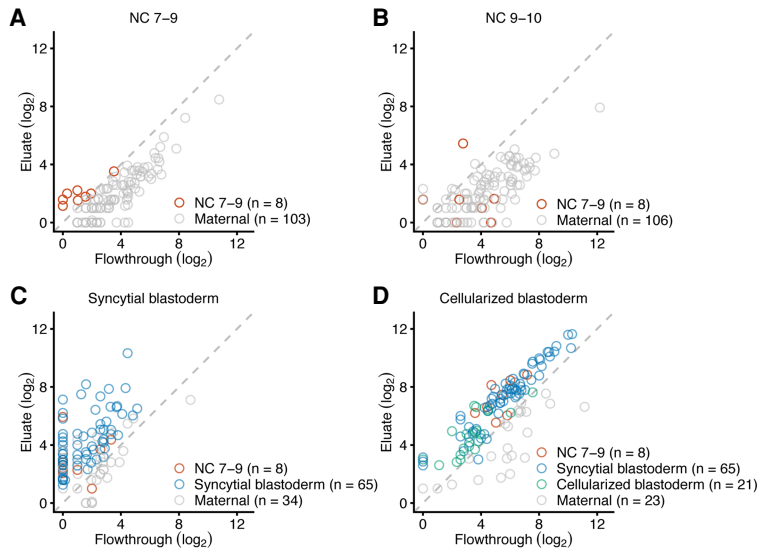 A
NC 7–9
Eluate (log2)
12
8
4
0
0 4 8 12
Flowthrough (log2)
NC 7–9 (n = 8)
Maternal (n = 103)
B
NC 9–10
Eluate (log2)
12
8
4
0
0 4 8 12
Flowthrough (log2)
NC 7–9 (n = 8)
Maternal (n = 106)
C
Syncytial blastoderm
Eluate (log2)
12
8
4
0
0 4 8 12
Flowthrough (log2)
NC 7–9 (n = 8)
Syncytial blastoderm (n = 65)
Maternal (n = 34)
D
Cellularized blastoderm
Eluate (log2)
12
8
4
0
0 4 8 12
Flowthrough (log2)
NC 7–9 (n = 8)
Syncytial blastoderm (n = 65)
Cellularized blastoderm (n = 21)
Maternal (n = 23)